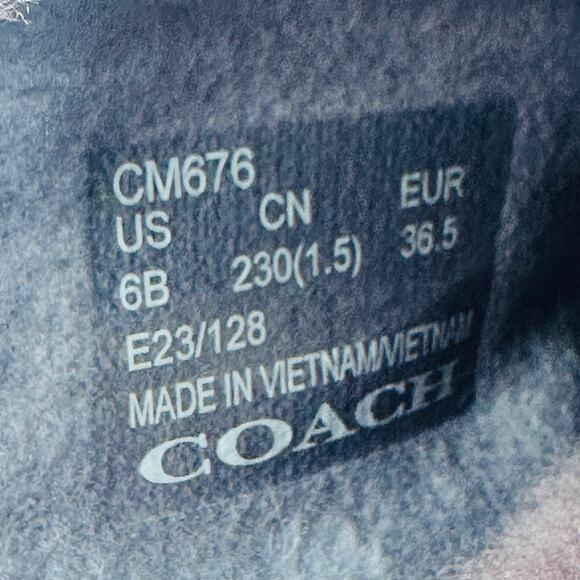 CM676
US CN EUR
6B 230(1.5) 36.5
E23/128
MADE IN VIETNAM/VIETNAM
COACH